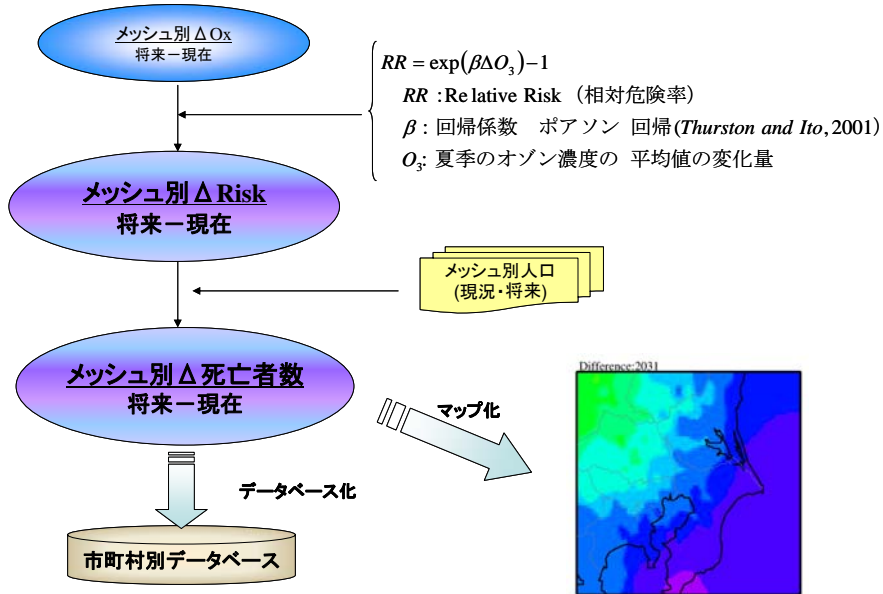 メッシュ別ΔOx
将来－現在
RR = exp(βΔO₃)−1
RR :Re lative Risk（相対危険率）
β : 回帰係数　ポアソン 回帰(Thurston and Ito, 2001)
O₃: 夏季のオゾン濃度の 平均値の変化量
メッシュ別Δ Risk
将来－現在
メッシュ別人口
(現況・将来)
メッシュ別Δ死亡者数
将来－現在
マップ化
Difference:2031
データベース化
市町村別データベース